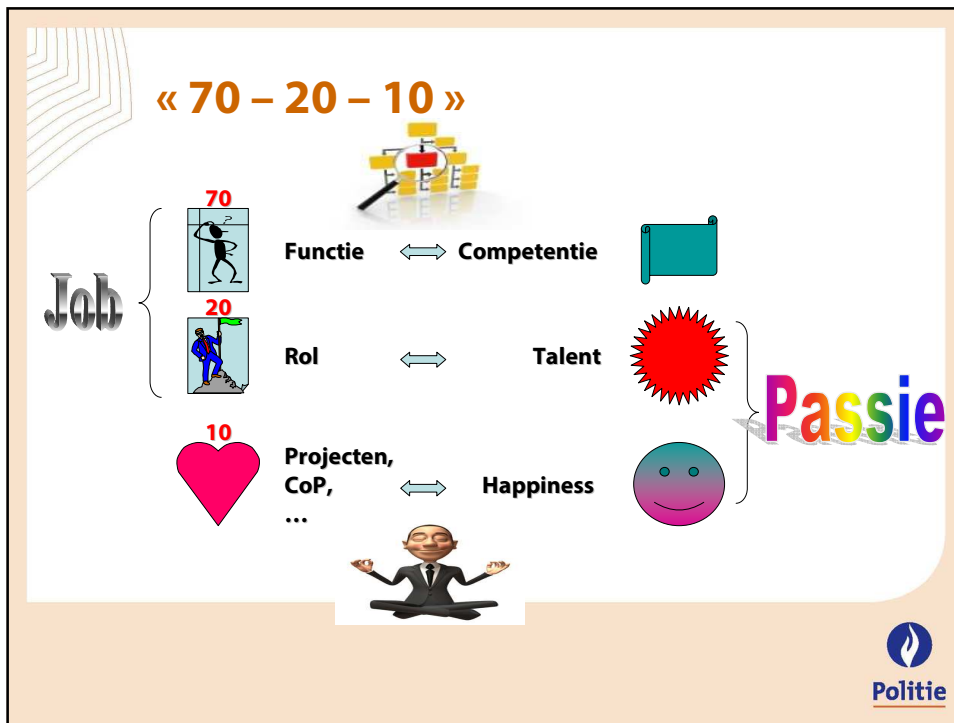 « 70 – 20 – 10 »
70
Functie
Competentie
Job
20
Rol
Talent
Passie
10
Projecten,
CoP,
...
Happiness
Politie